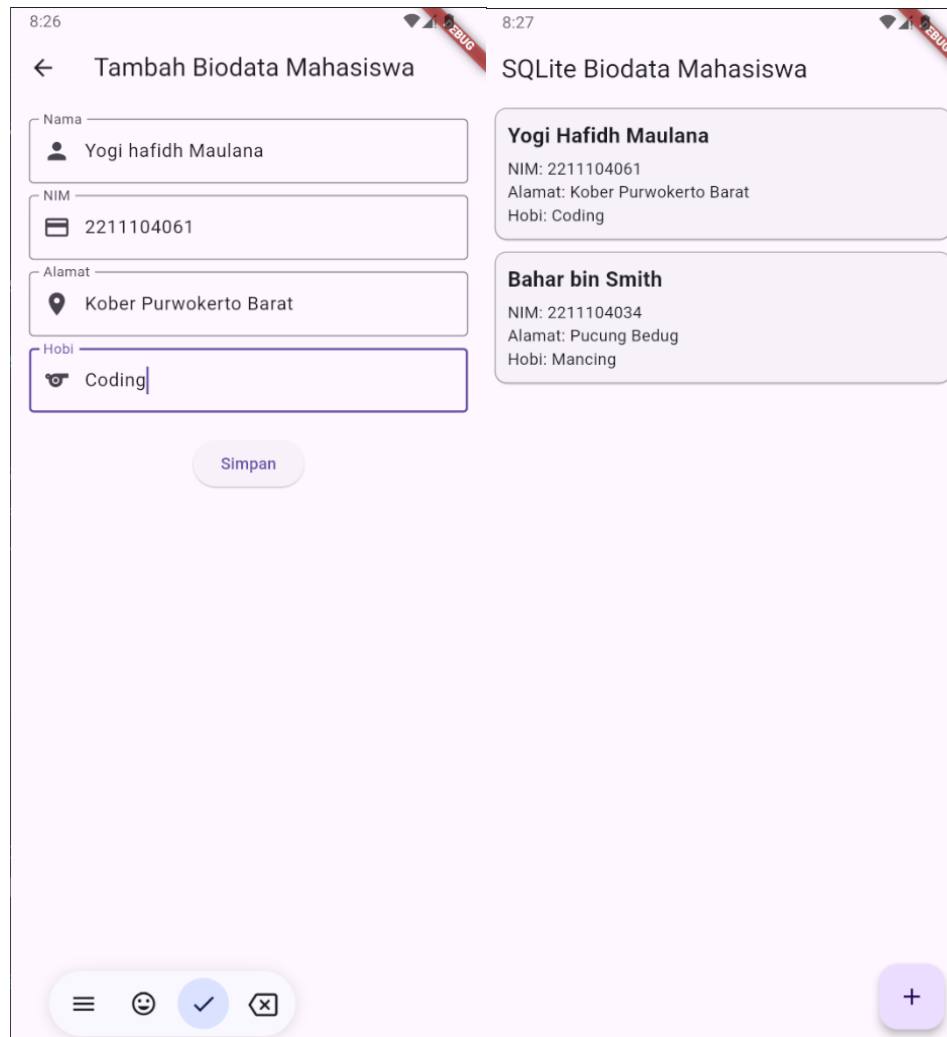 8:26
DEBUG
Tambah Biodata Mahasiswa
Nama
Yogi hafidh Maulana
NIM
2211104061
Alamat
Kober Purwokerto Barat
Hobi
Coding
Simpan
8:27
SQLite Biodata Mahasiswa
Yogi Hafidh Maulana
NIM: 2211104061
Alamat: Kober Purwokerto Barat
Hobi: Coding
Bahar bin Smith
NIM: 2211104034
Alamat: Pucung Bedug
Hobi: Mancing